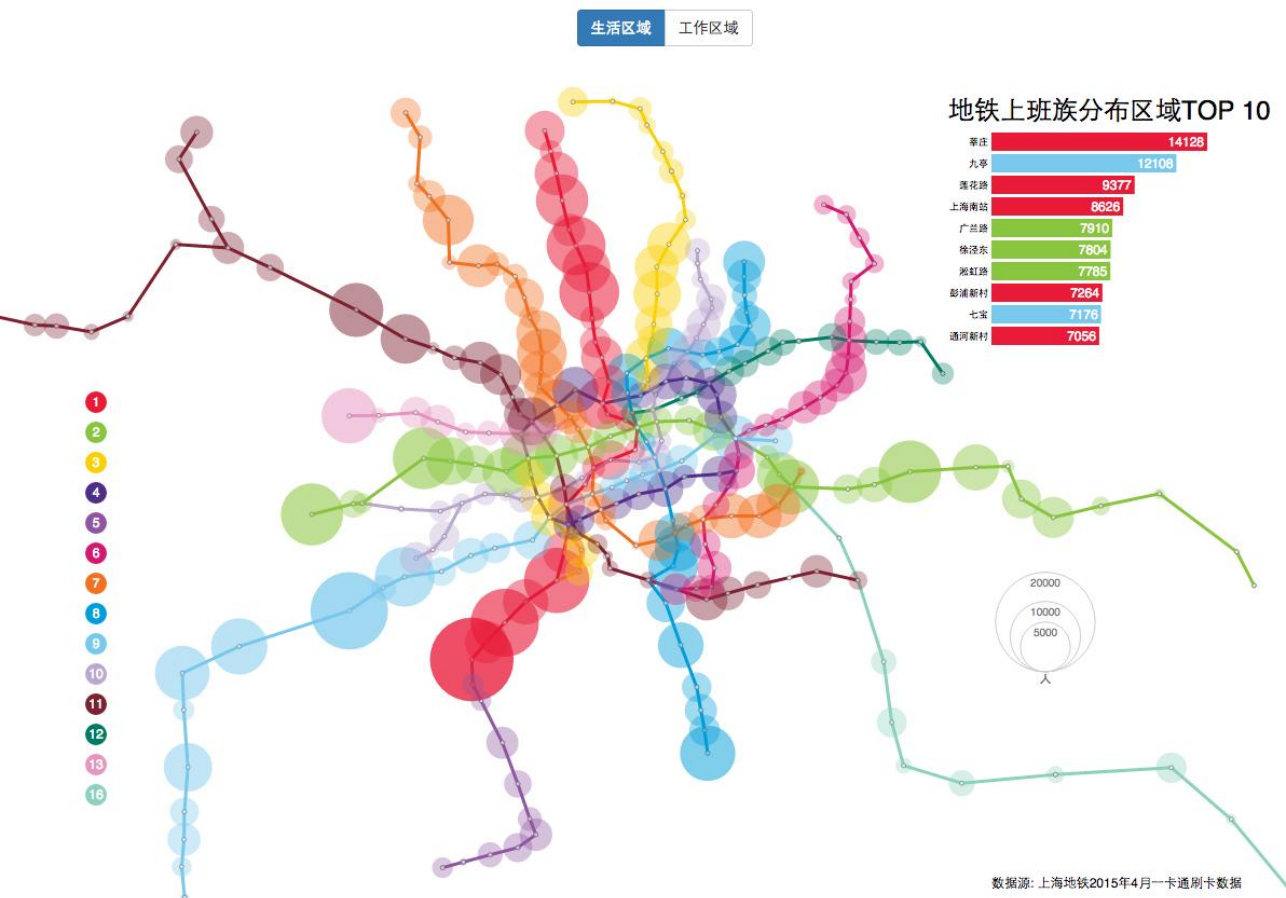 生活区域 工作区域
地铁上班族分布区域TOP 10
莘庄 14128
九亭 12108
莲花路 9377
上海南站 8626
广兰路 7910
徐泾东 7804
淞虹路 7785
彭浦新村 7264
七宝 7176
通河新村 7056
1
2
3
4
5
6
7
8
9
10
11
12
13
16
20000
10000
5000
人
数据源: 上海地铁2015年4月一卡通刷卡数据